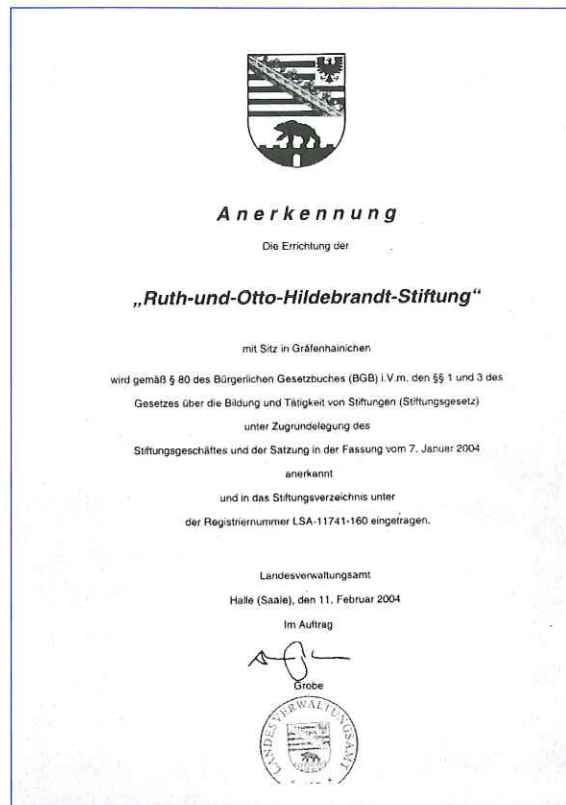 Anerkennung
Die Errichtung der
„Ruth-und-Otto-Hildebrandt-Stiftung“
mit Sitz in Gräfenhainichen
wird gemäß § 80 des Bürgerlichen Gesetzbuches (BGB) i.V.m. den §§ 1 und 3 des
Gesetzes über die Bildung und Tätigkeit von Stiftungen (Stiftungsgesetz)
unter Zugrundelegung des
Stiftungsgeschäftes und der Satzung in der Fassung vom 7. Januar 2004
anerkannt
und in das Stiftungsverzeichnis unter
der Registriernummer LSA-11741-160 eingetragen.
Landesverwaltungsamt
Halle (Saale), den 11. Februar 2004
Im Auftrag
Grobe
LANDESVERWALTUNGSAMT